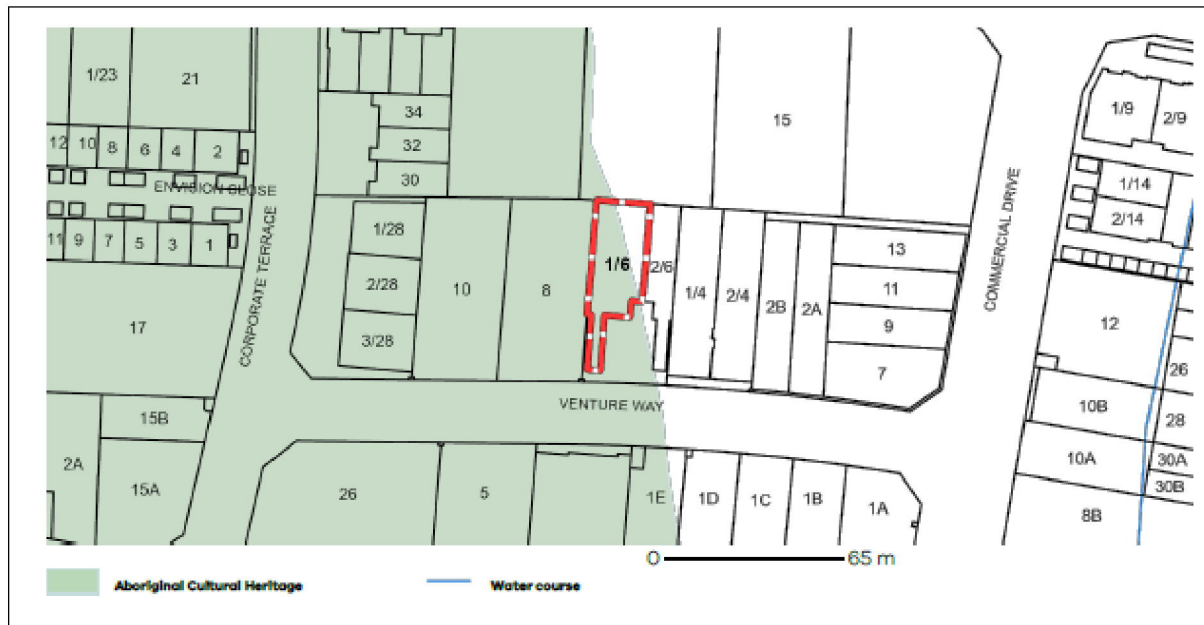 1/23
21
15
1/9
2/9
34
32
30
12
10
8
6
4
2
ENVISION CLOSE
1/14
2/14
11
9
7
5
3
1
CORPORATE TERRACE
COMMERCIAL DRIVE
1/28
2/28
3/28
10
8
1/6
2/6
1/4
2/4
2B
2A
13
11
9
7
12
26
17
VENTURE WAY
15B
10B
28
2A
15A
26
5
1E
1D
1C
1B
1A
10A
30A
30B
8B
0
65 m
Aboriginal Cultural Heritage
Water course